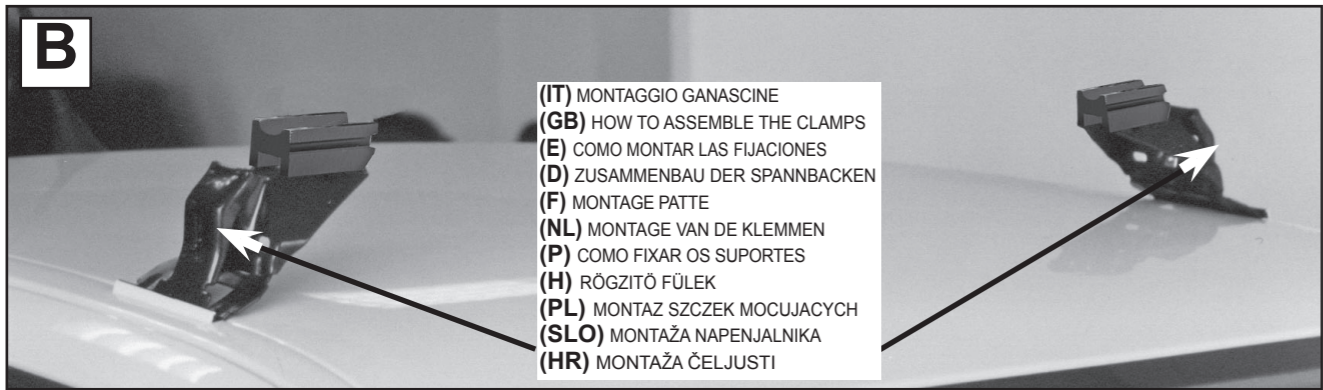 B
(IT) MONTAGGIO GANASCINE
(GB) HOW TO ASSEMBLE THE CLAMPS
(E) COMO MONTAR LAS FIJACIONES
(D) ZUSAMMENBAU DER SPANNBACKEN
(F) MONTAGE PATTE
(NL) MONTAGE VAN DE KLEMMEN
(P) COMO FIXAR OS SUPORTES
(H) RÖGZITÖ FÜLEK
(PL) MONTAZ SZCZEK MOCUJACYCH
(SLO) MONTAŽA NAPENJALNIKA
(HR) MONTAŽA ČELJUSTI